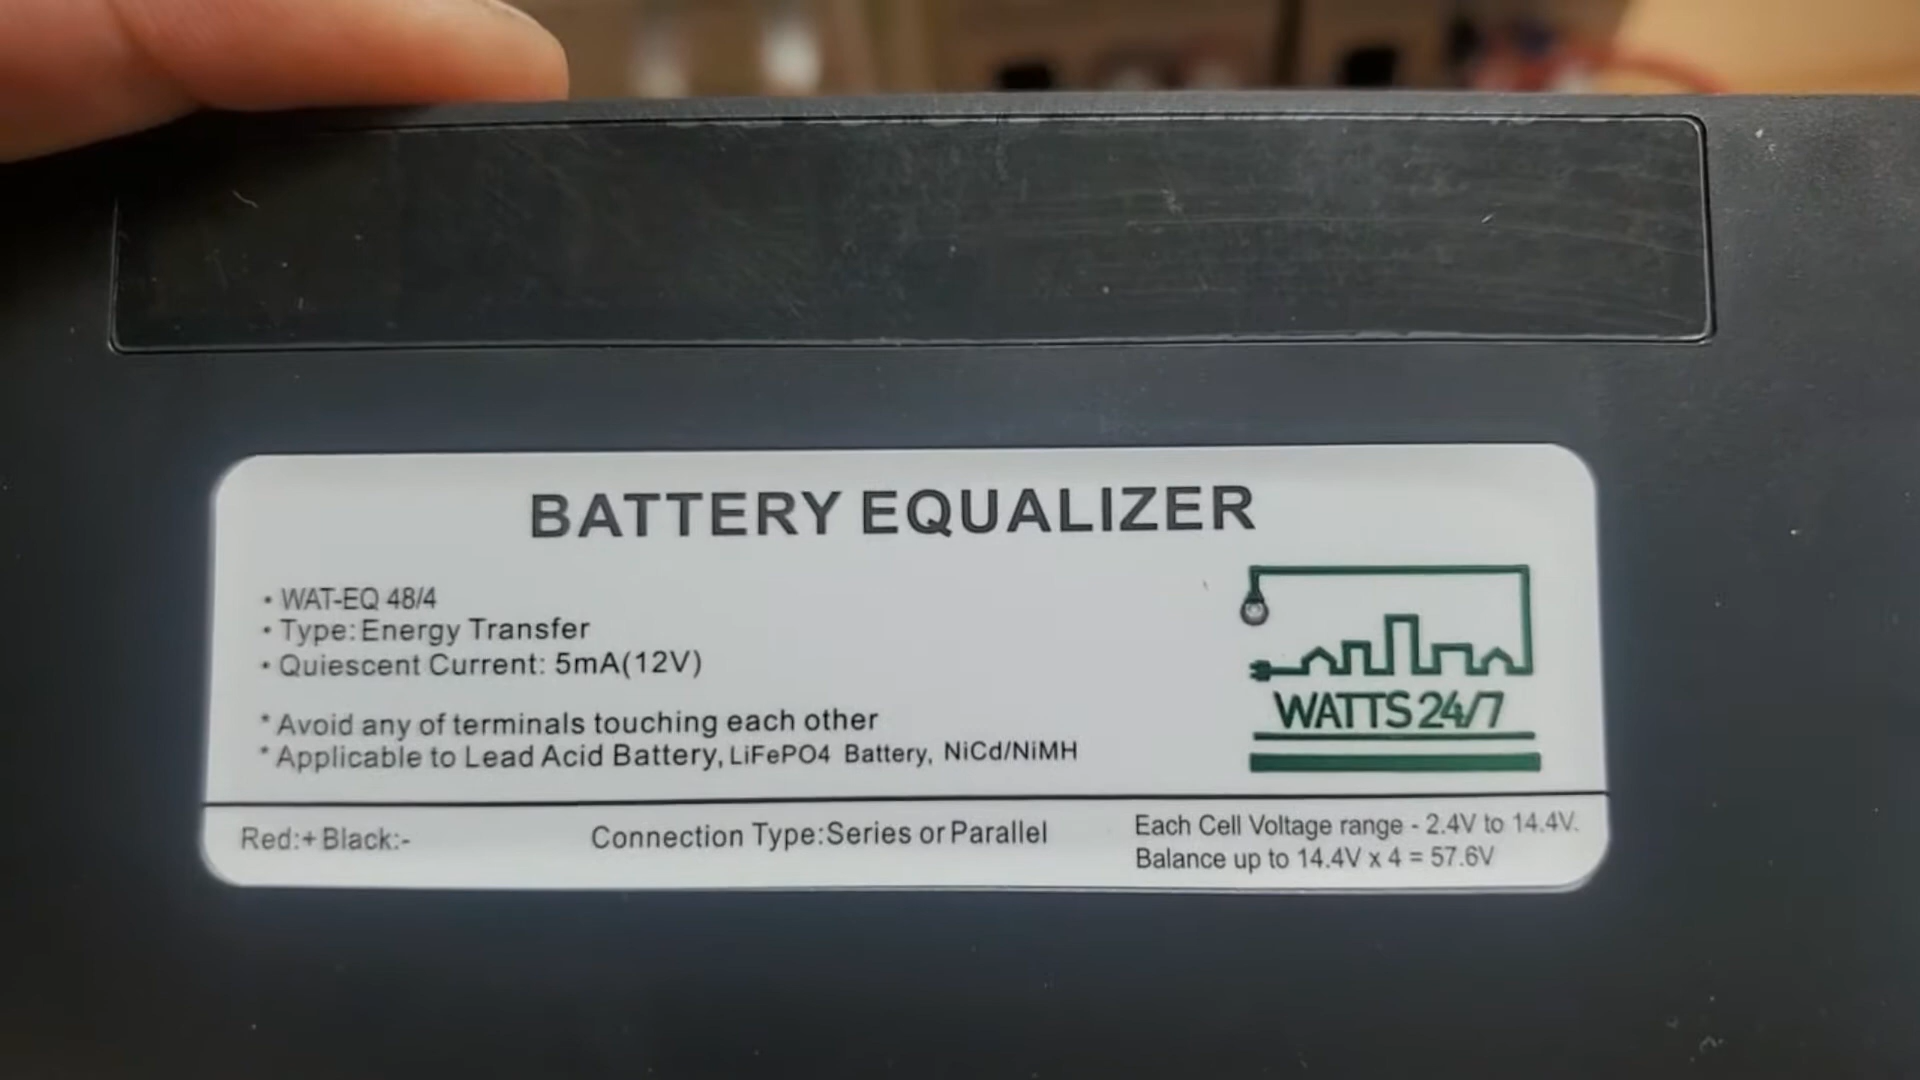 BATTERY EQUALIZER
• WAT-EQ 48/4
• Type:Energy Transfer
• Quiescent Current: 5mA(12V)
* Avoid any of terminals touching each other
* Applicable to Lead Acid Battery, LiFePO4 Battery, NiCd/NiMH
WATTS 24/7
Red:+ Black:-
Connection Type:Series or Parallel
Each Cell Voltage range - 2.4V to 14.4V.
Balance up to 14.4V x 4 = 57.6V